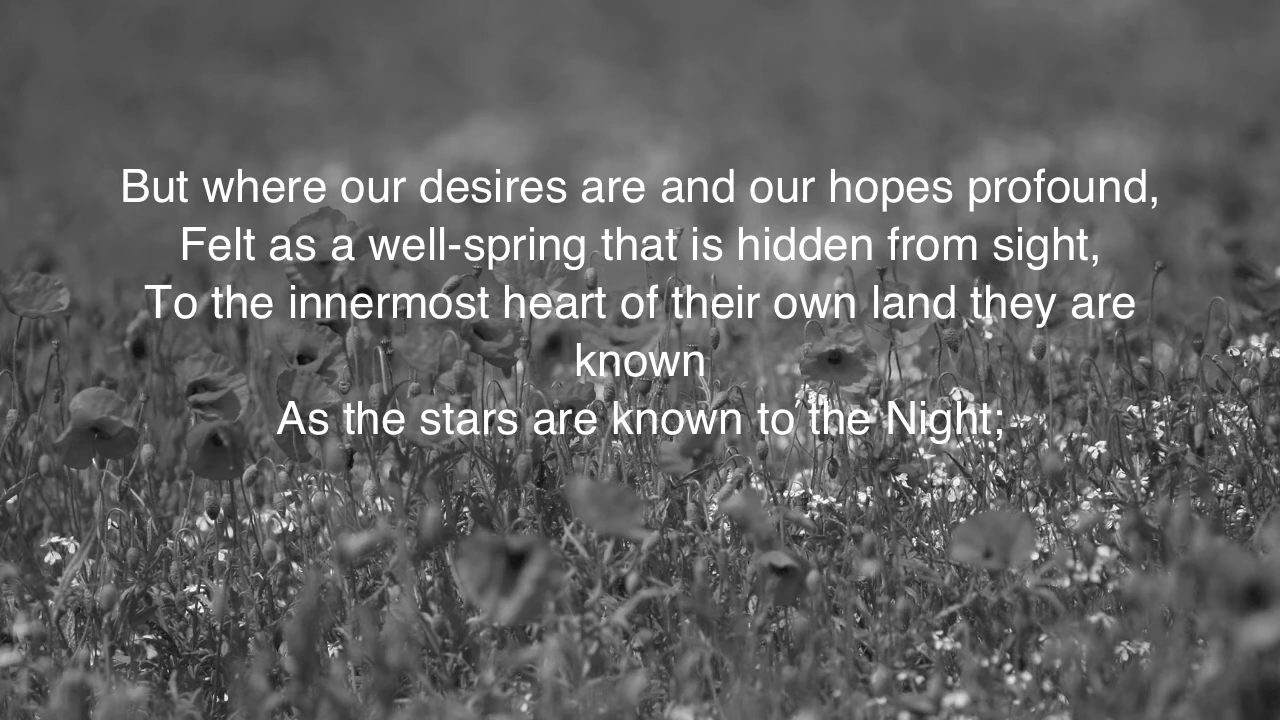 But where our desires are and our hopes profound,
Felt as a well-spring that is hidden from sight,
To the innermost heart of their own land they are
known
As the stars are known to the Night;